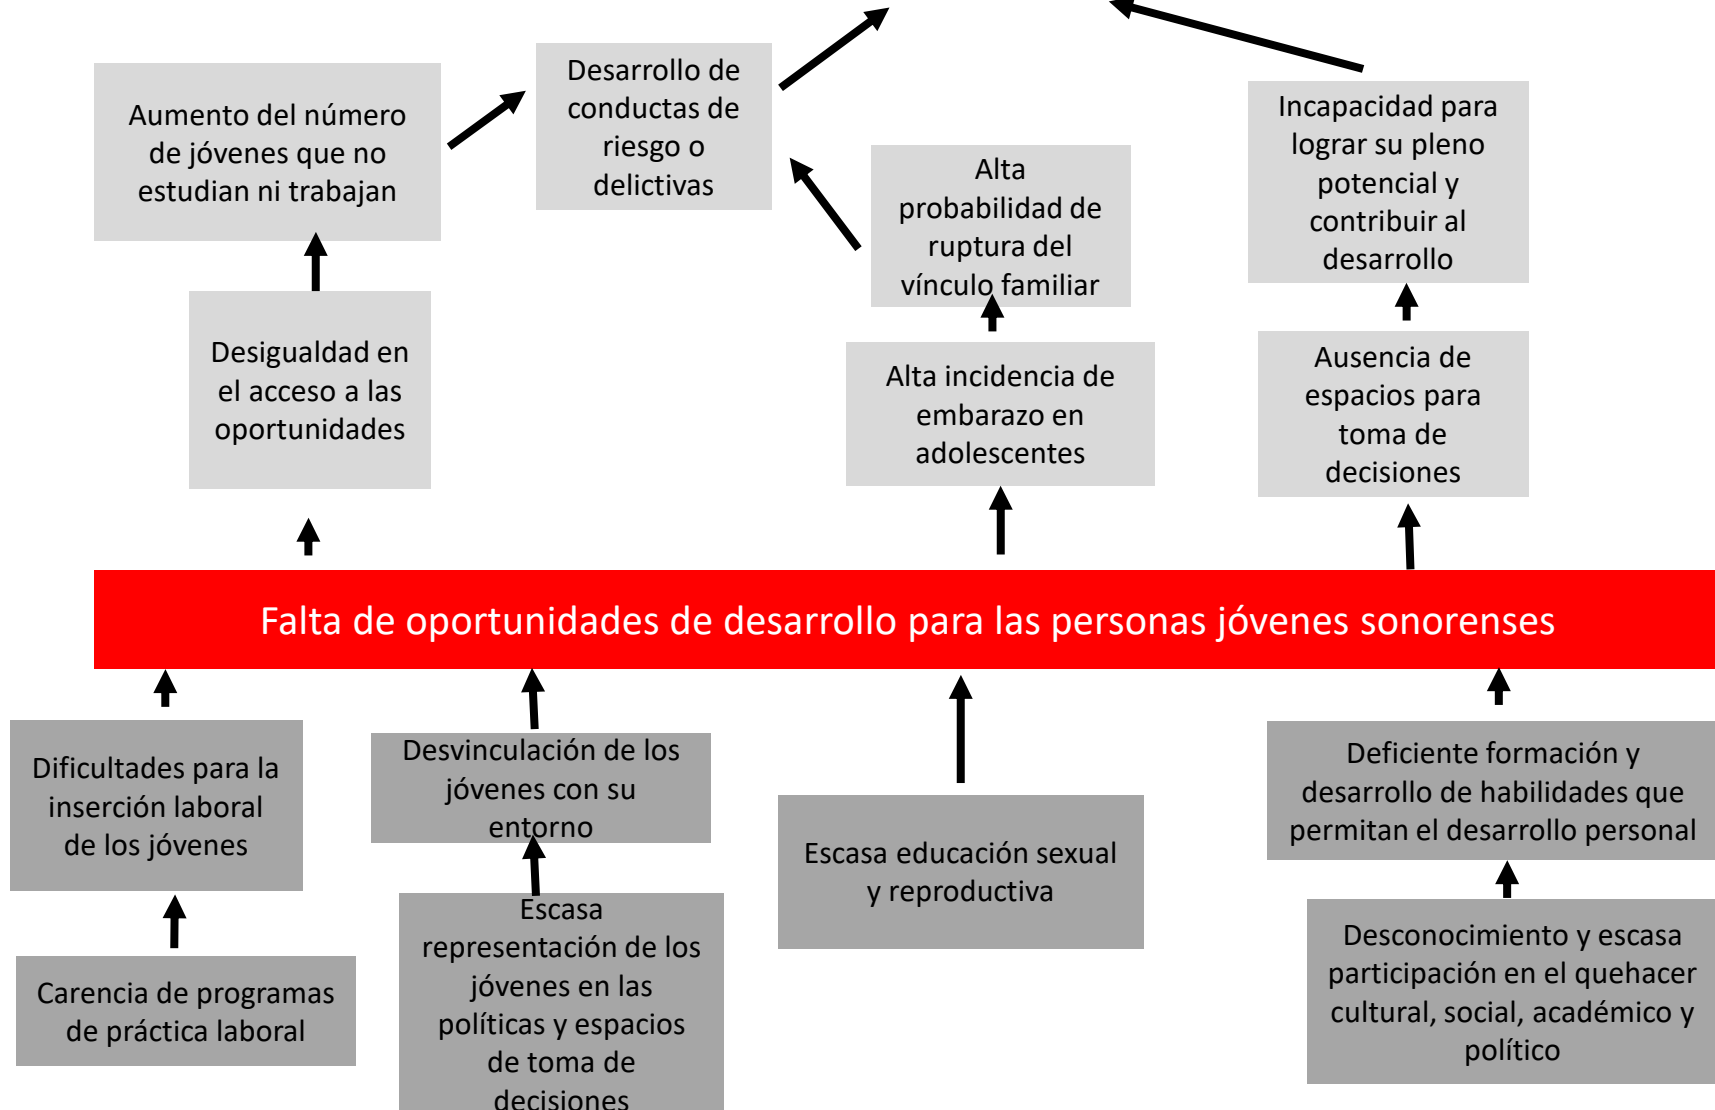 Desarrollo de
conductas de
riesgo o
delictivas
Aumento del número
de jóvenes que no
estudian ni trabajan
Incapacidad para
lograr su pleno
potencial y
contribuir al
desarrollo
Alta
probabilidad de
ruptura del
vínculo familiar
Desigualdad en
el acceso a las
oportunidades
Alta incidencia de
embarazo en
adolescentes
Ausencia de
espacios para
toma de
decisiones
Falta de oportunidades de desarrollo para las personas jóvenes sonorenses
Dificultades para la
inserción laboral
de los jóvenes
Desvinculación de los
jóvenes con su
entorno
Escasa educación sexual
y reproductiva
Deficiente formación y
desarrollo de habilidades que
permitan el desarrollo personal
Carencia de programas
de práctica laboral
Escasa
representación de los
jóvenes en las
políticas y espacios
de toma de
decisiones
Desconocimiento y escasa
participación en el quehacer
cultural, social, académico y
político